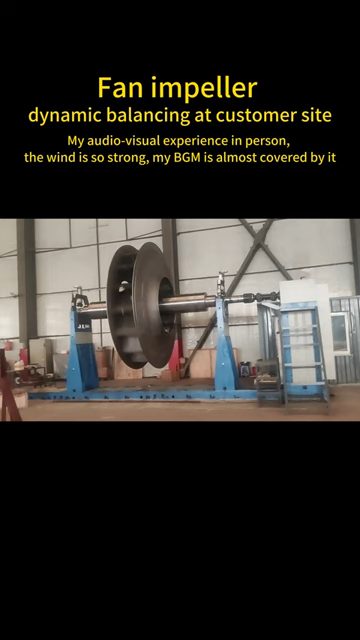 Fan impeller
dynamic balancing at customer site
My audio-visual experience in person,
the wind is so strong, my BGM is almost covered by it